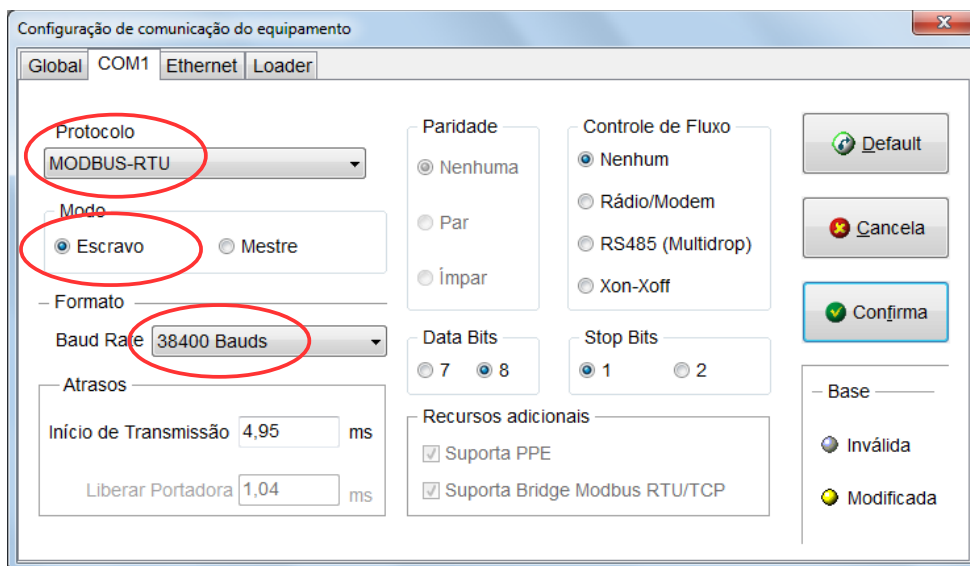 Configuração de comunicação do equipamento
Global COM1 Ethernet Loader
Protocolo
MODBUS-RTU
Modo
Escravo Mestre
Formato
Baud Rate 38400 Bauds
Atrasos
Início de Transmissão 4,95 ms
Liberar Portadora 1,04 ms
Paridade
Nenhuma
Par
Ímpar
Controle de Fluxo
Nenhum
Rádio/Modem
RS485 (Multidrop)
Xon-Xoff
Data Bits
7 8
Stop Bits
1 2
Recursos adicionais
Suporta PPE
Suporta Bridge Modbus RTU/TCP
Default
Cancela
Confirma
Base
Inválida
Modificada